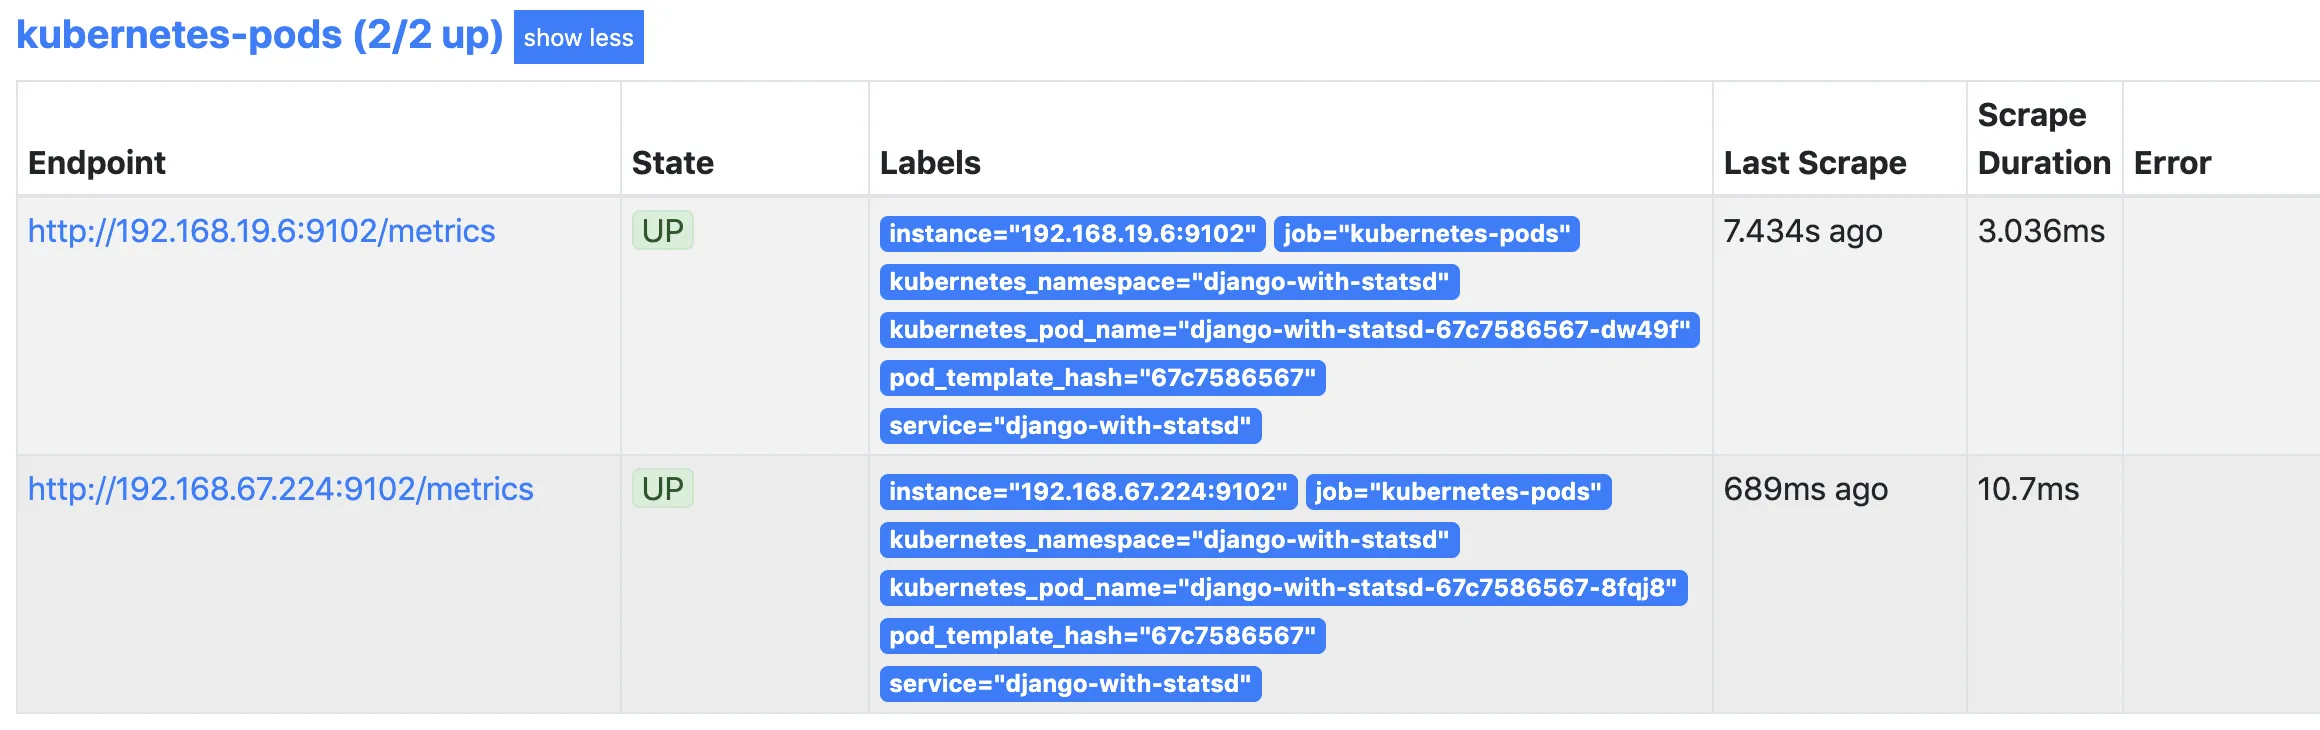 kubernetes-pods (2/2 up) show less
Endpoint State Labels Last Scrape Scrape Duration Error
http://192.168.19.6:9102/metrics UP instance="192.168.19.6:9102" job="kubernetes-pods" 7.434s ago 3.036ms
kubernetes_namespace="django-with-statsd"
kubernetes_pod_name="django-with-statsd-67c7586567-dw49f"
pod_template_hash="67c7586567"
service="django-with-statsd"
http://192.168.67.224:9102/metrics UP instance="192.168.67.224:9102" job="kubernetes-pods" 689ms ago 10.7ms
kubernetes_namespace="django-with-statsd"
kubernetes_pod_name="django-with-statsd-67c7586567-8fqj8"
pod_template_hash="67c7586567"
service="django-with-statsd"